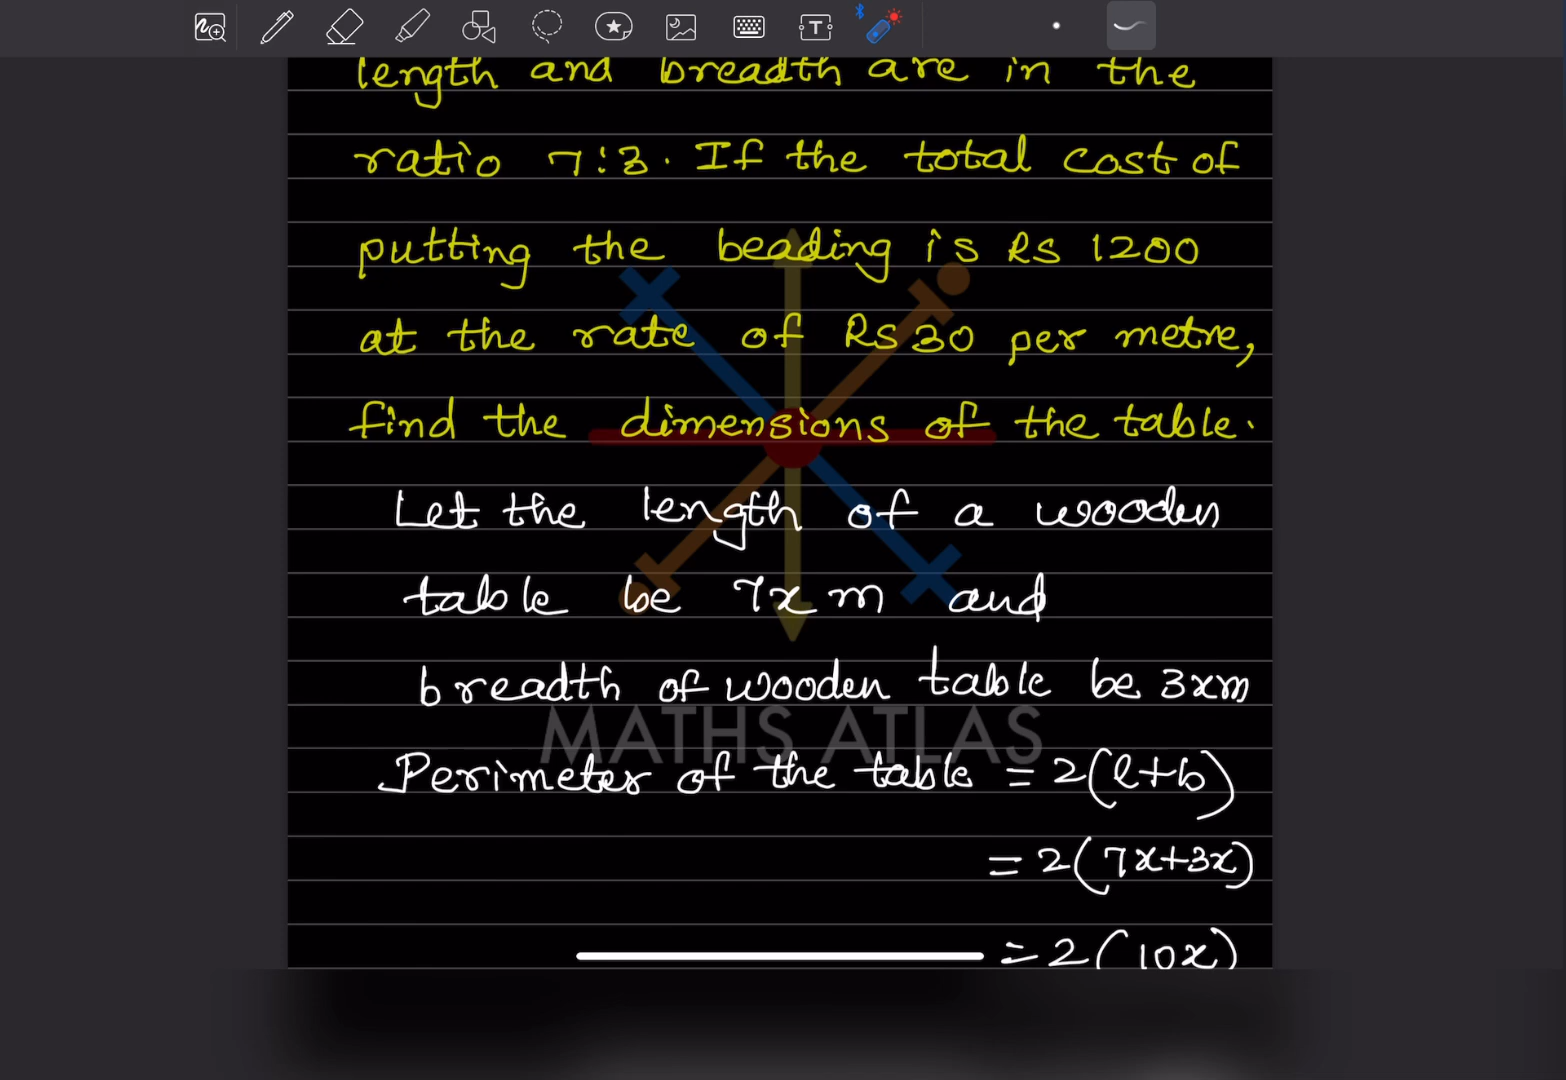 length and breadth are in the
ratio 7:3. If the total cost of
putting the beading is Rs 1200
at the rate of Rs 30 per metre,
find the dimensions of the table.
Let the length of a wooden
table be 7x m and
breadth of wooden table be 3xm
MATHS ATLAS
Perimeter of the table = 2(l+b)
= 2(7x+3x)
= 2(10x)